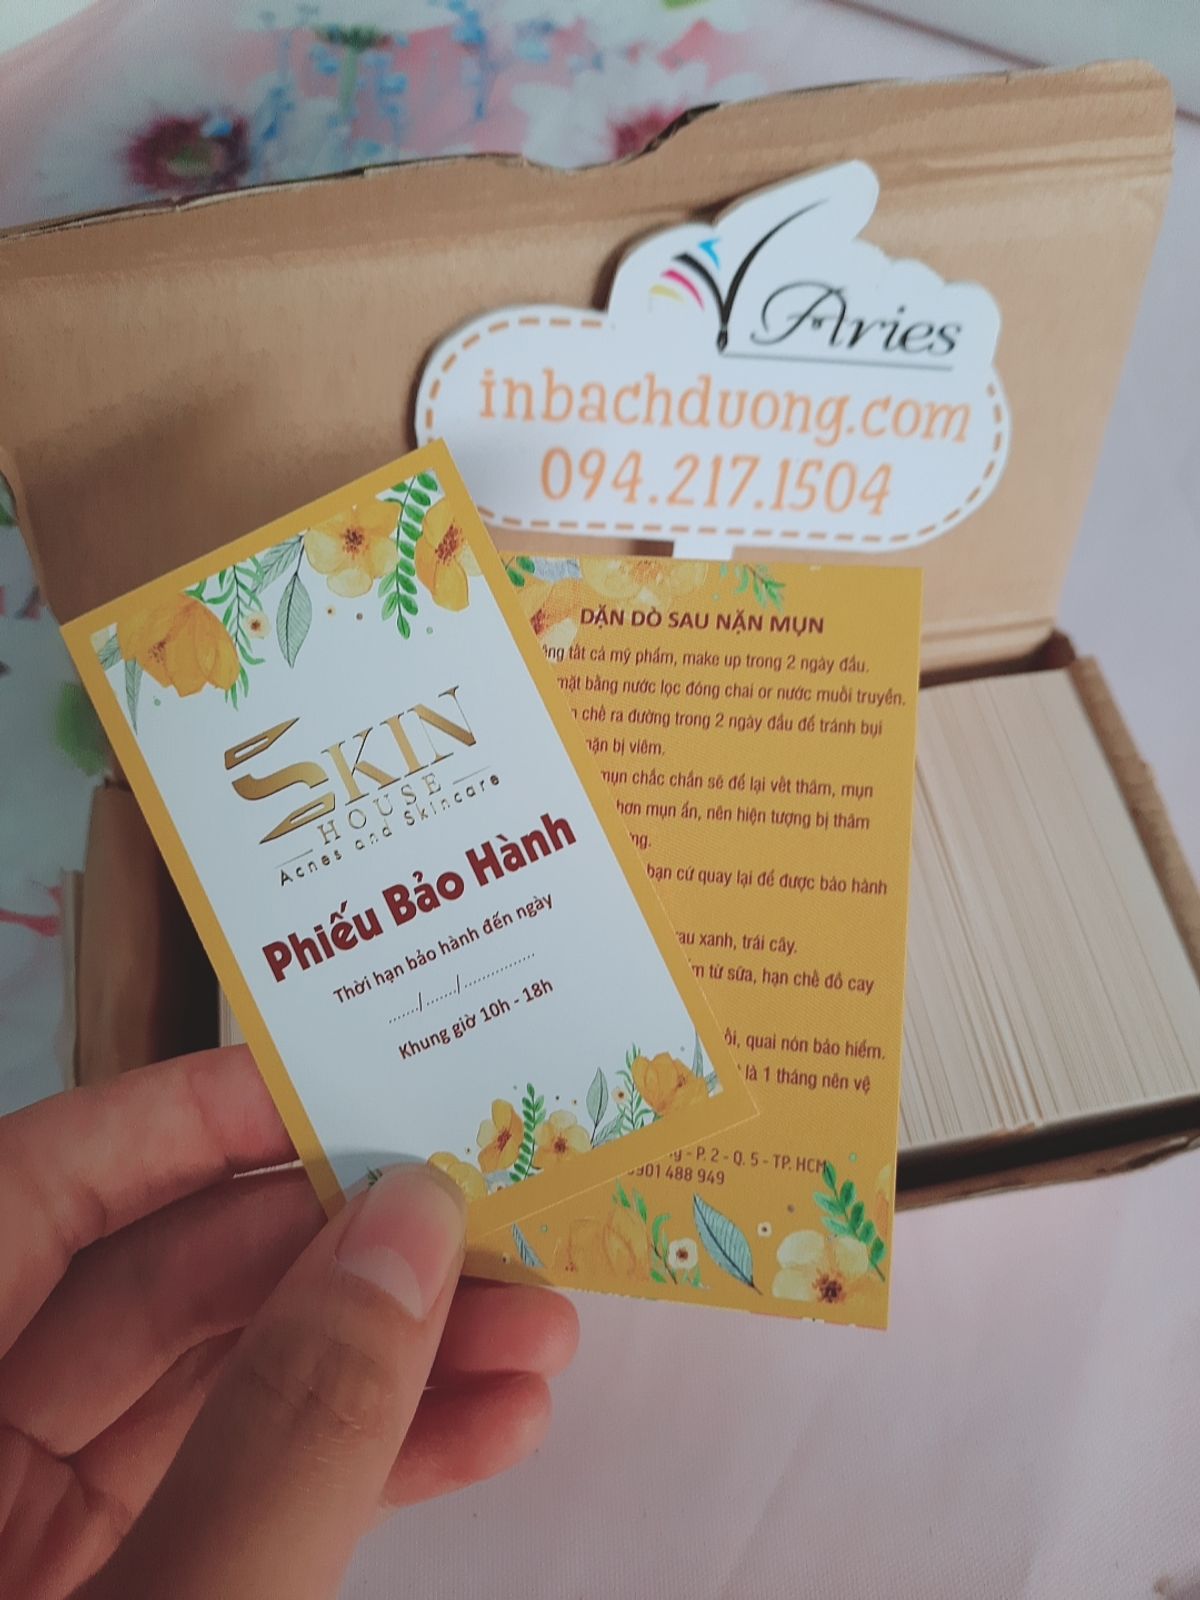 Aries
inbachduong.com
094.217.1504
SKIN
HOUSE
Acnes and Skincare
Phiếu Bảo Hành
Thời hạn bảo hành đến ngày
......./......./...............
Khung giờ 10h - 18h
DẶN DÒ SAU NẶN MỤN
tất cả mỹ phẩm, make up trong 2 ngày đầu.
mặt bằng nước lọc đóng chai or nước muối truyền.
chế ra đường trong 2 ngày đầu để tránh bụi
nặn bị viêm.
mụn chắc chắn sẽ để lại vết thâm, mụn
hơn mụn ẩn, nên hiện tượng bị thâm
bạn cứ quay lại để được bảo hành
rau xanh, trái cây.
từ sữa, hạn chế đồ cay
quai nón bảo hiểm.
là 1 tháng nên vệ
- P. 2 - Q. 5 - TP. HCM
0901 488 949